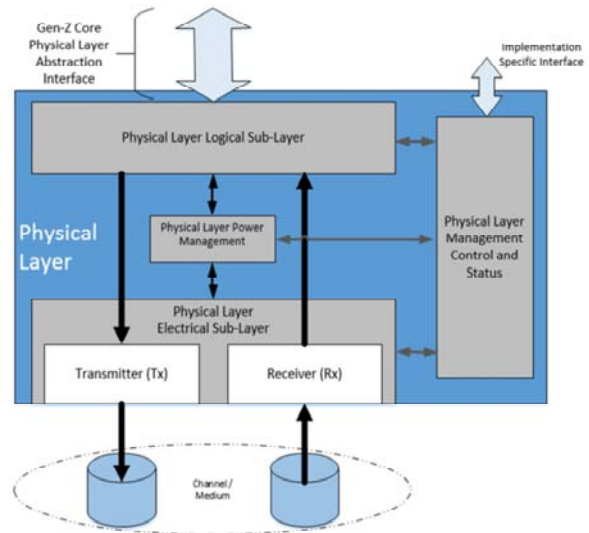 Gen-Z Core
Physical Layer
Abstraction
Interface
Implementation
Specific Interface
Physical Layer Logical Sub-Layer
Physical Layer Power
Management
Physical Layer
Management
Control and
Status
Physical
Layer
Physical Layer
Electrical Sub-Layer
Transmitter (Tx)
Receiver (Rx)
Channel /
Medium